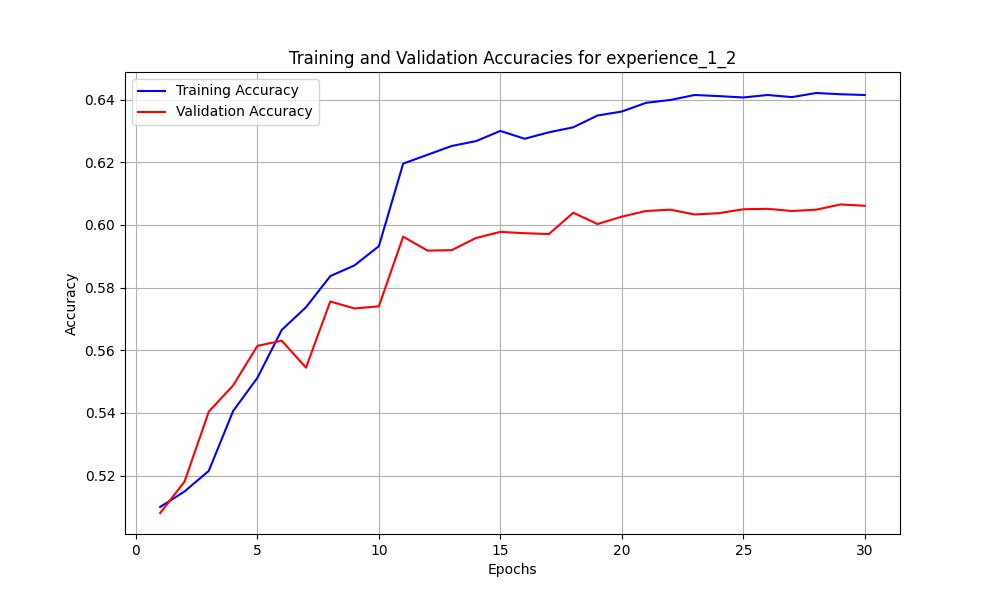 Training and Validation Accuracies for experience_1_2
Training Accuracy
Validation Accuracy
0.64
0.62
0.60
0.58
0.56
0.54
0.52
Accuracy
0 5 10 15 20 25 30
Epochs